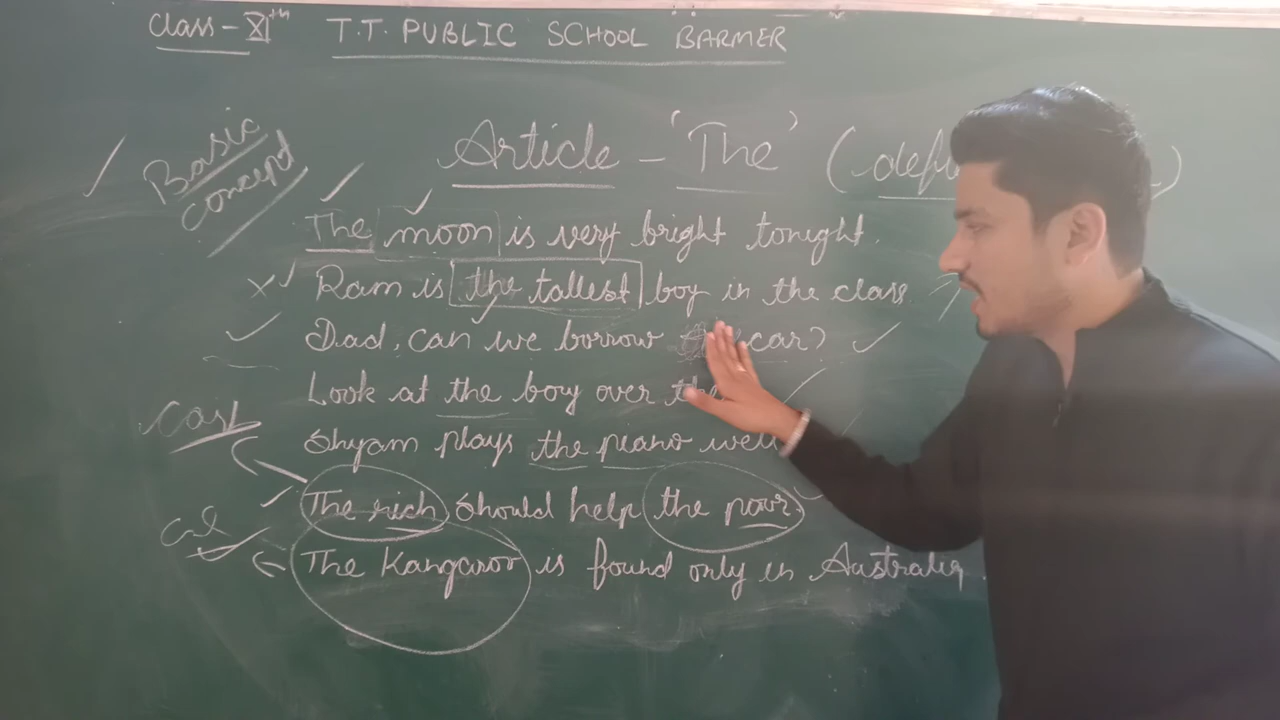 Class - XIth T.T. PUBLIC SCHOOL BARMER
Basic concept
Article - 'The' (
The moon is very bright tonight.
Ram is the tallest boy in the class
Dad, can we borrow car?
Look at the boy over
Shyam plays the piano well
The rich should help the poor.
The Kangaroo is found only in Australia.